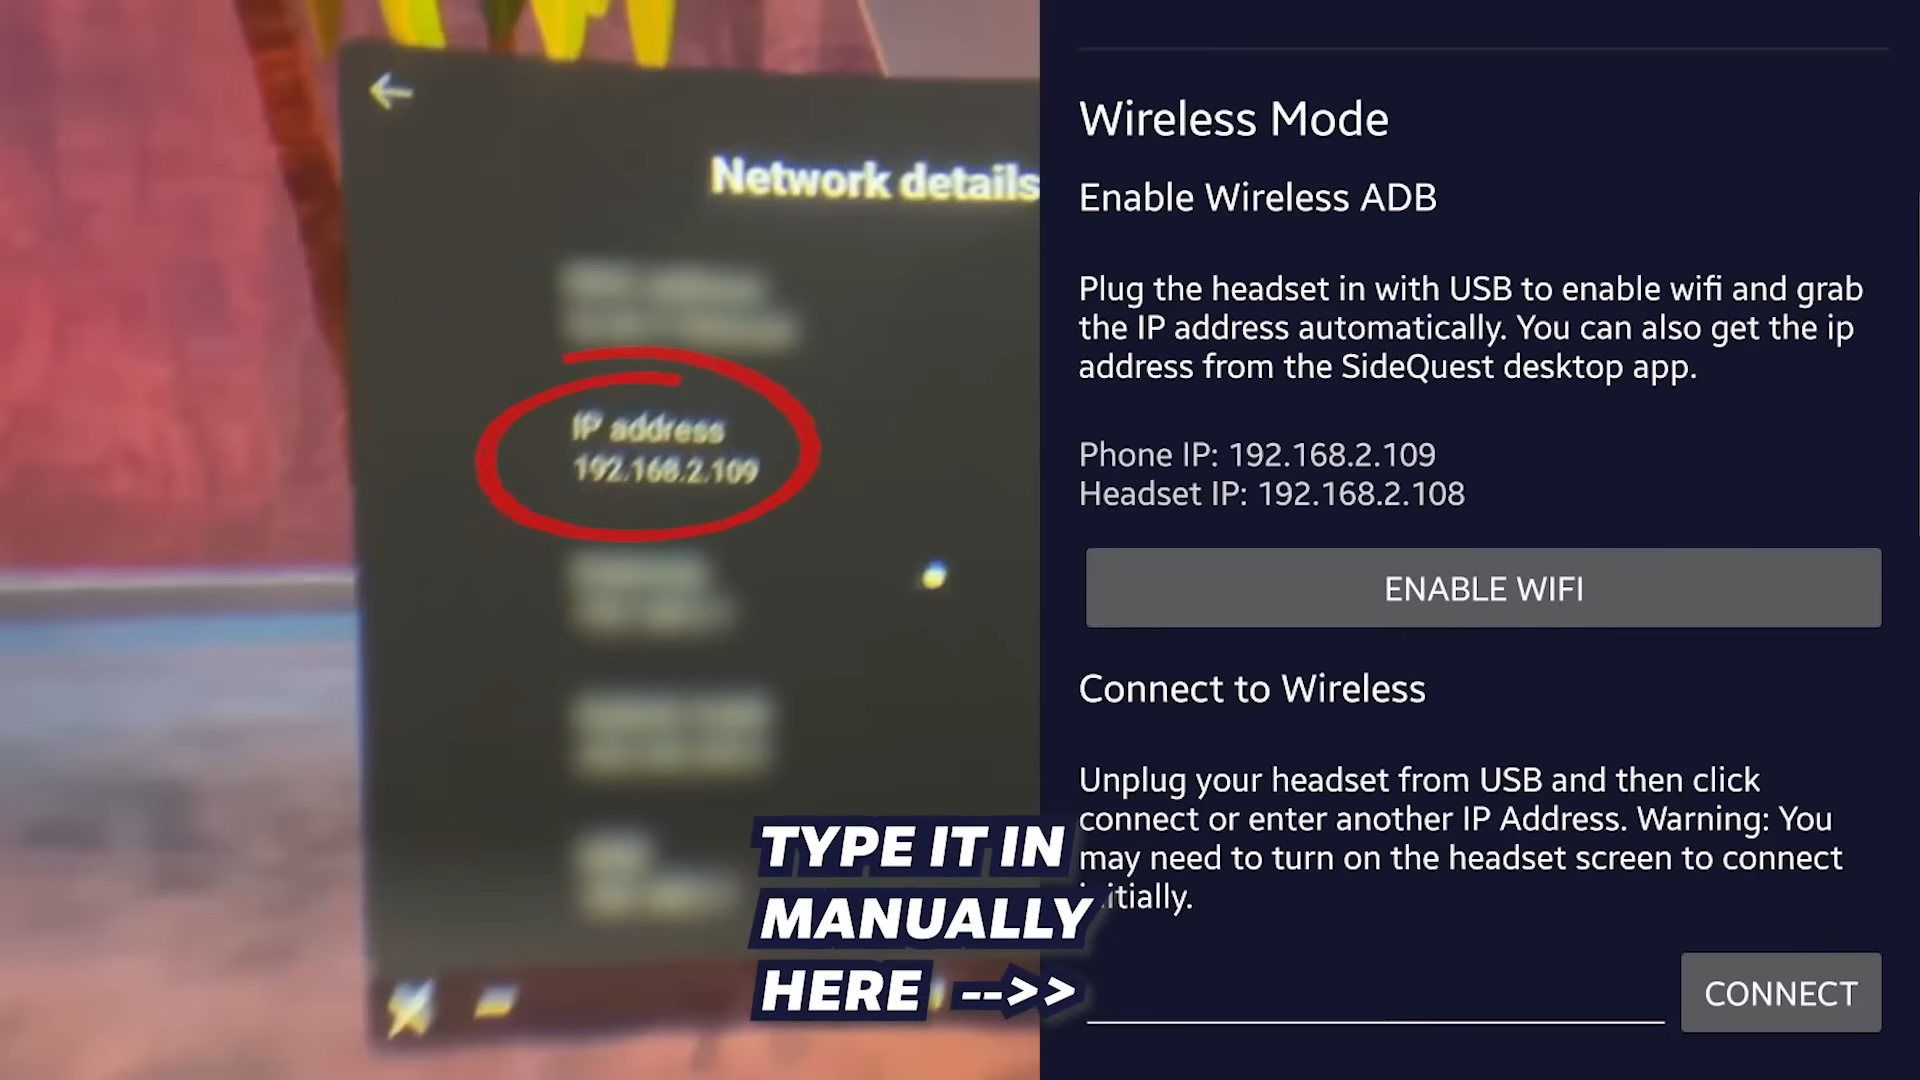 Network details
IP address
192.168.2.109
TYPE IT IN
MANUALLY
HERE -->>
Wireless Mode
Enable Wireless ADB
Plug the headset in with USB to enable wifi and grab
the IP address automatically. You can also get the ip
address from the SideQuest desktop app.
Phone IP: 192.168.2.109
Headset IP: 192.168.2.108
ENABLE WIFI
Connect to Wireless
Unplug your headset from USB and then click
connect or enter another IP Address. Warning: You
may need to turn on the headset screen to connect
itially.
CONNECT